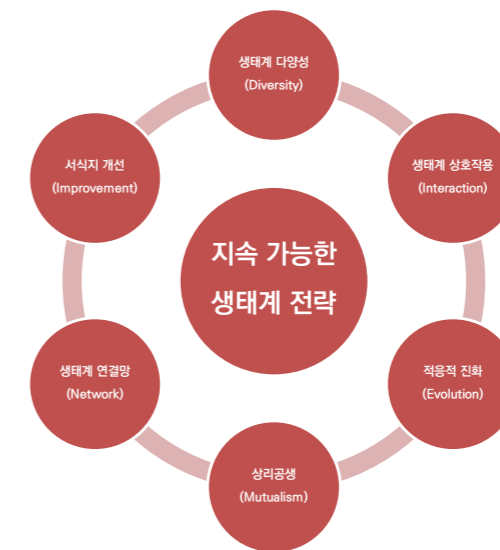 생태계 다양성
(Diversity)
생태계 상호작용
(Interaction)
적응적 진화
(Evolution)
상리공생
(Mutualism)
생태계 연결망
(Network)
서식지 개선
(Improvement)
지속 가능한
생태계 전략